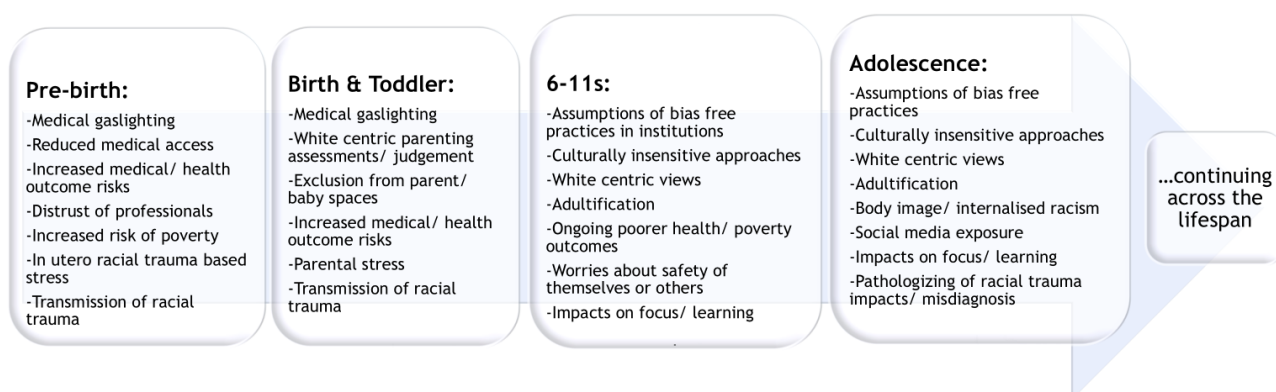 Pre-birth:
-Medical gaslighting
-Reduced medical access
-Increased medical/ health
outcome risks
-Distrust of professionals
-Increased risk of poverty
-In utero racial trauma based
stress
-Transmission of racial
trauma
Birth & Toddler:
-Medical gaslighting
-White centric parenting
assessments/ judgement
-Exclusion from parent/
baby spaces
-Increased medical/ health
outcome risks
-Parental stress
-Transmission of racial
trauma
6-11s:
-Assumptions of bias free
practices in institutions
-Culturally insensitive approaches
-White centric views
-Adultification
-Ongoing poorer health/ poverty
outcomes
-Worries about safety of
themselves or others
-Impacts on focus/ learning
.
Adolescence:
-Assumptions of bias free
practices
-Culturally insensitive approaches
-White centric views
-Adultification
-Body image/ internalised racism
-Social media exposure
-Impacts on focus/ learning
-Pathologizing of racial trauma
impacts/ misdiagnosis
...continuing
across the
lifespan